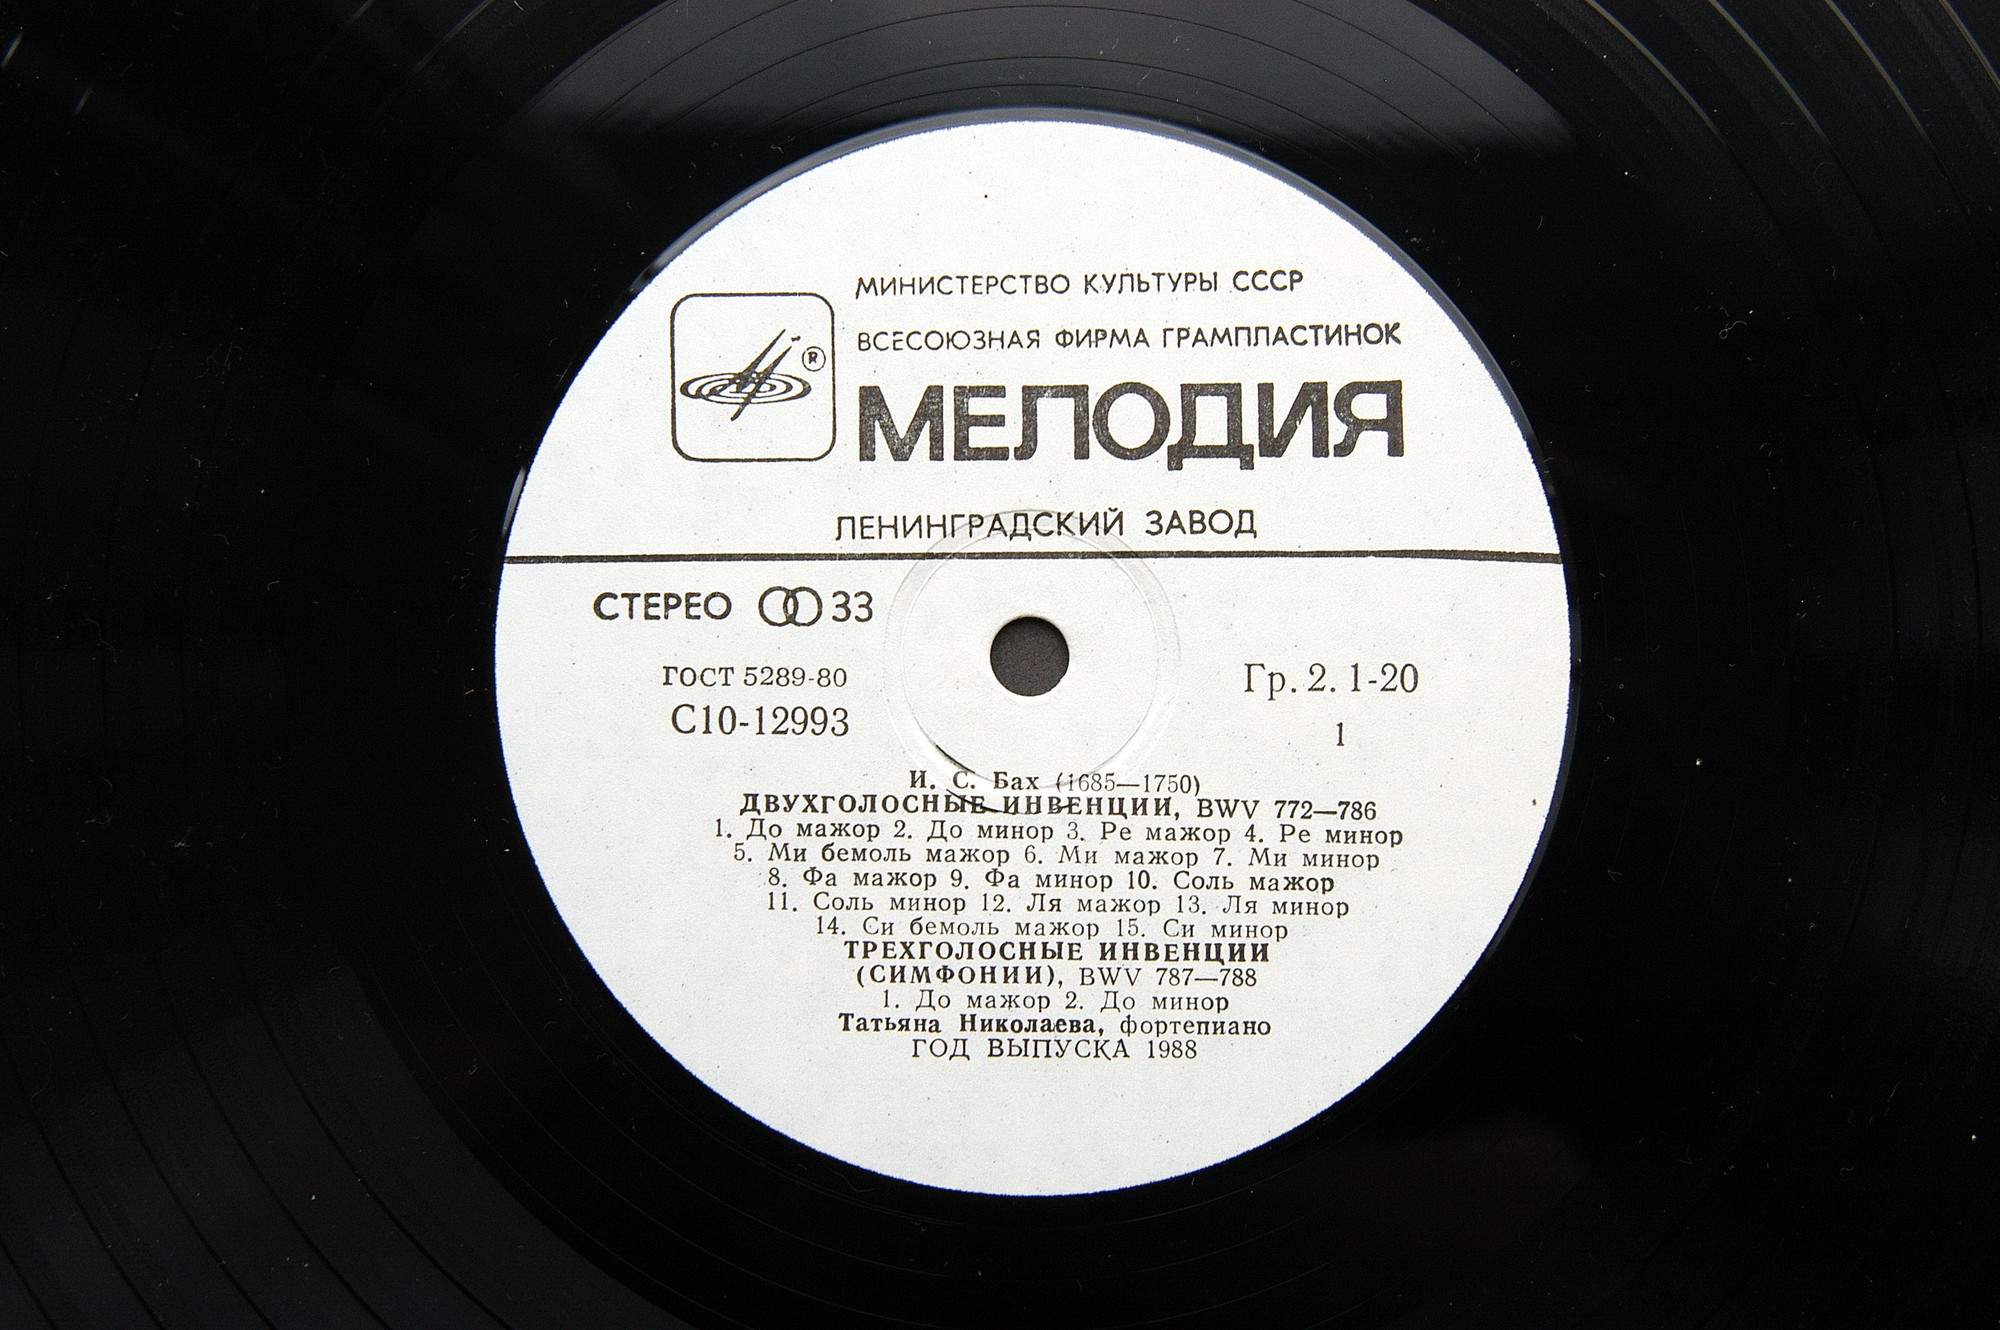 МИНИСТЕРСТВО КУЛЬТУРЫ СССР
ВСЕСОЮЗНАЯ ФИРМА ГРАМПЛАСТИНОК
®
МЕЛОДИЯ
ЛЕНИНГРАДСКИЙ ЗАВОД
СТЕРЕО 33
ГОСТ 5289-80
Гр. 2. 1-20
С10-12993
1
И. С. Бах (1685—1750)
ДВУХГОЛОСНЫЕ ИНВЕНЦИИ, BWV 772—786
1. До мажор 2. До минор 3. Ре мажор 4. Ре минор
5. Ми бемоль мажор 6. Ми мажор 7. Ми минор
8. Фа мажор 9. Фа минор 10. Соль мажор
11. Соль минор 12. Ля мажор 13. Ля минор
14. Си бемоль мажор 15. Си минор
ТРЕХГОЛОСНЫЕ ИНВЕНЦИИ
(СИМФОНИИ), BWV 787—788
1. До мажор 2. До минор
Татьяна Николаева, фортепиано
ГОД ВЫПУСКА 1988